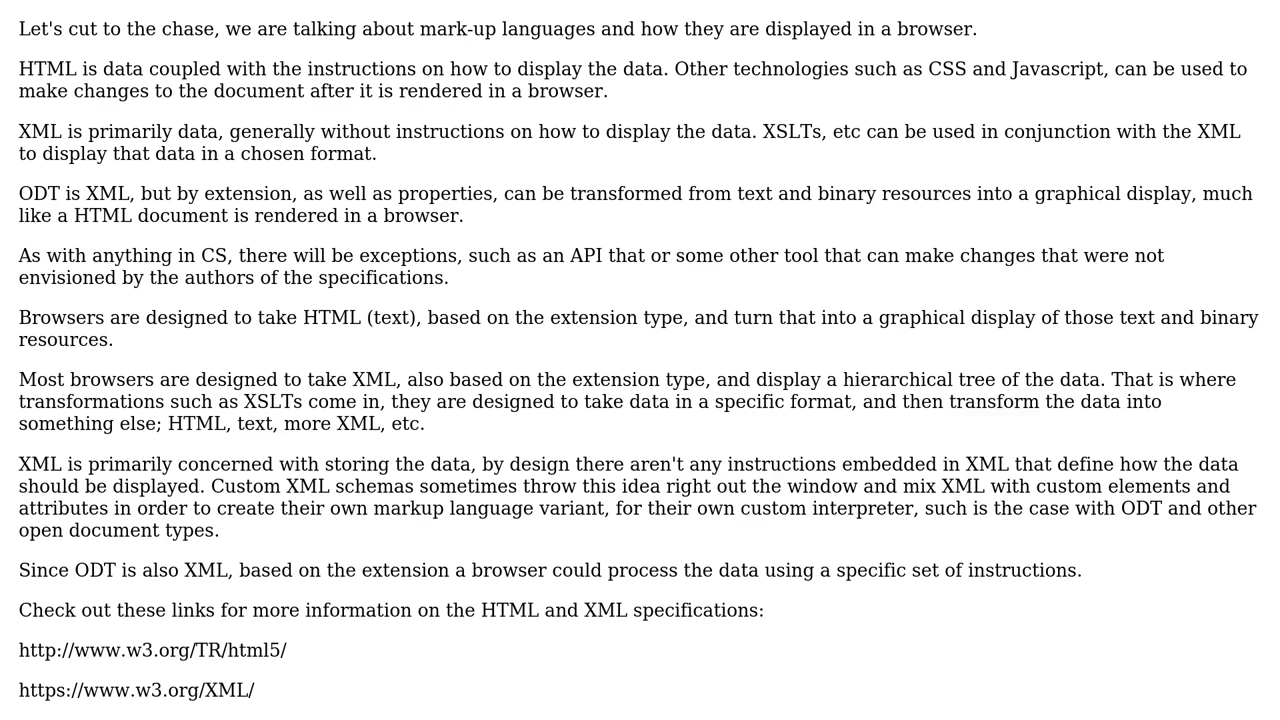 Let's cut to the chase, we are talking about mark-up languages and how they are displayed in a browser.
HTML is data coupled with the instructions on how to display the data. Other technologies such as CSS and Javascript, can be used to
make changes to the document after it is rendered in a browser.
XML is primarily data, generally without instructions on how to display the data. XSLTs, etc can be used in conjunction with the XML
to display that data in a chosen format.
ODT is XML, but by extension, as well as properties, can be transformed from text and binary resources into a graphical display, much
like a HTML document is rendered in a browser.
As with anything in CS, there will be exceptions, such as an API that or some other tool that can make changes that were not
envisioned by the authors of the specifications.
Browsers are designed to take HTML (text), based on the extension type, and turn that into a graphical display of those text and binary
resources.
Most browsers are designed to take XML, also based on the extension type, and display a hierarchical tree of the data. That is where
transformations such as XSLTs come in, they are designed to take data in a specific format, and then transform the data into
something else; HTML, text, more XML, etc.
XML is primarily concerned with storing the data, by design there aren't any instructions embedded in XML that define how the data
should be displayed. Custom XML schemas sometimes throw this idea right out the window and mix XML with custom elements and
attributes in order to create their own markup language variant, for their own custom interpreter, such is the case with ODT and other
open document types.
Since ODT is also XML, based on the extension a browser could process the data using a specific set of instructions.
Check out these links for more information on the HTML and XML specifications:
http://www.w3.org/TR/html5/
https://www.w3.org/XML/